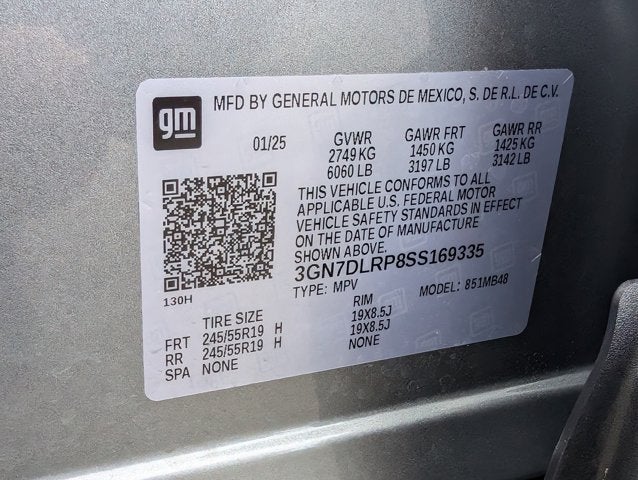 gm
MFD BY GENERAL MOTORS DE MEXICO, S. DE R.L. DE C.V.
01/25 GVWR GAWR FRT GAWR RR
2749 KG 1450 KG 1425 KG
6060 LB 3197 LB 3142 LB
THIS VEHICLE CONFORMS TO ALL
APPLICABLE U.S. FEDERAL MOTOR
VEHICLE SAFETY STANDARDS IN EFFECT
ON THE DATE OF MANUFACTURE
SHOWN ABOVE.
3GN7DLRP8SS169335
TYPE: MPV MODEL: 851MB48
130H
TIRE SIZE RIM
FRT 245/55R19 H 19X8.5J
RR 245/55R19 H 19X8.5J
SPA NONE NONE